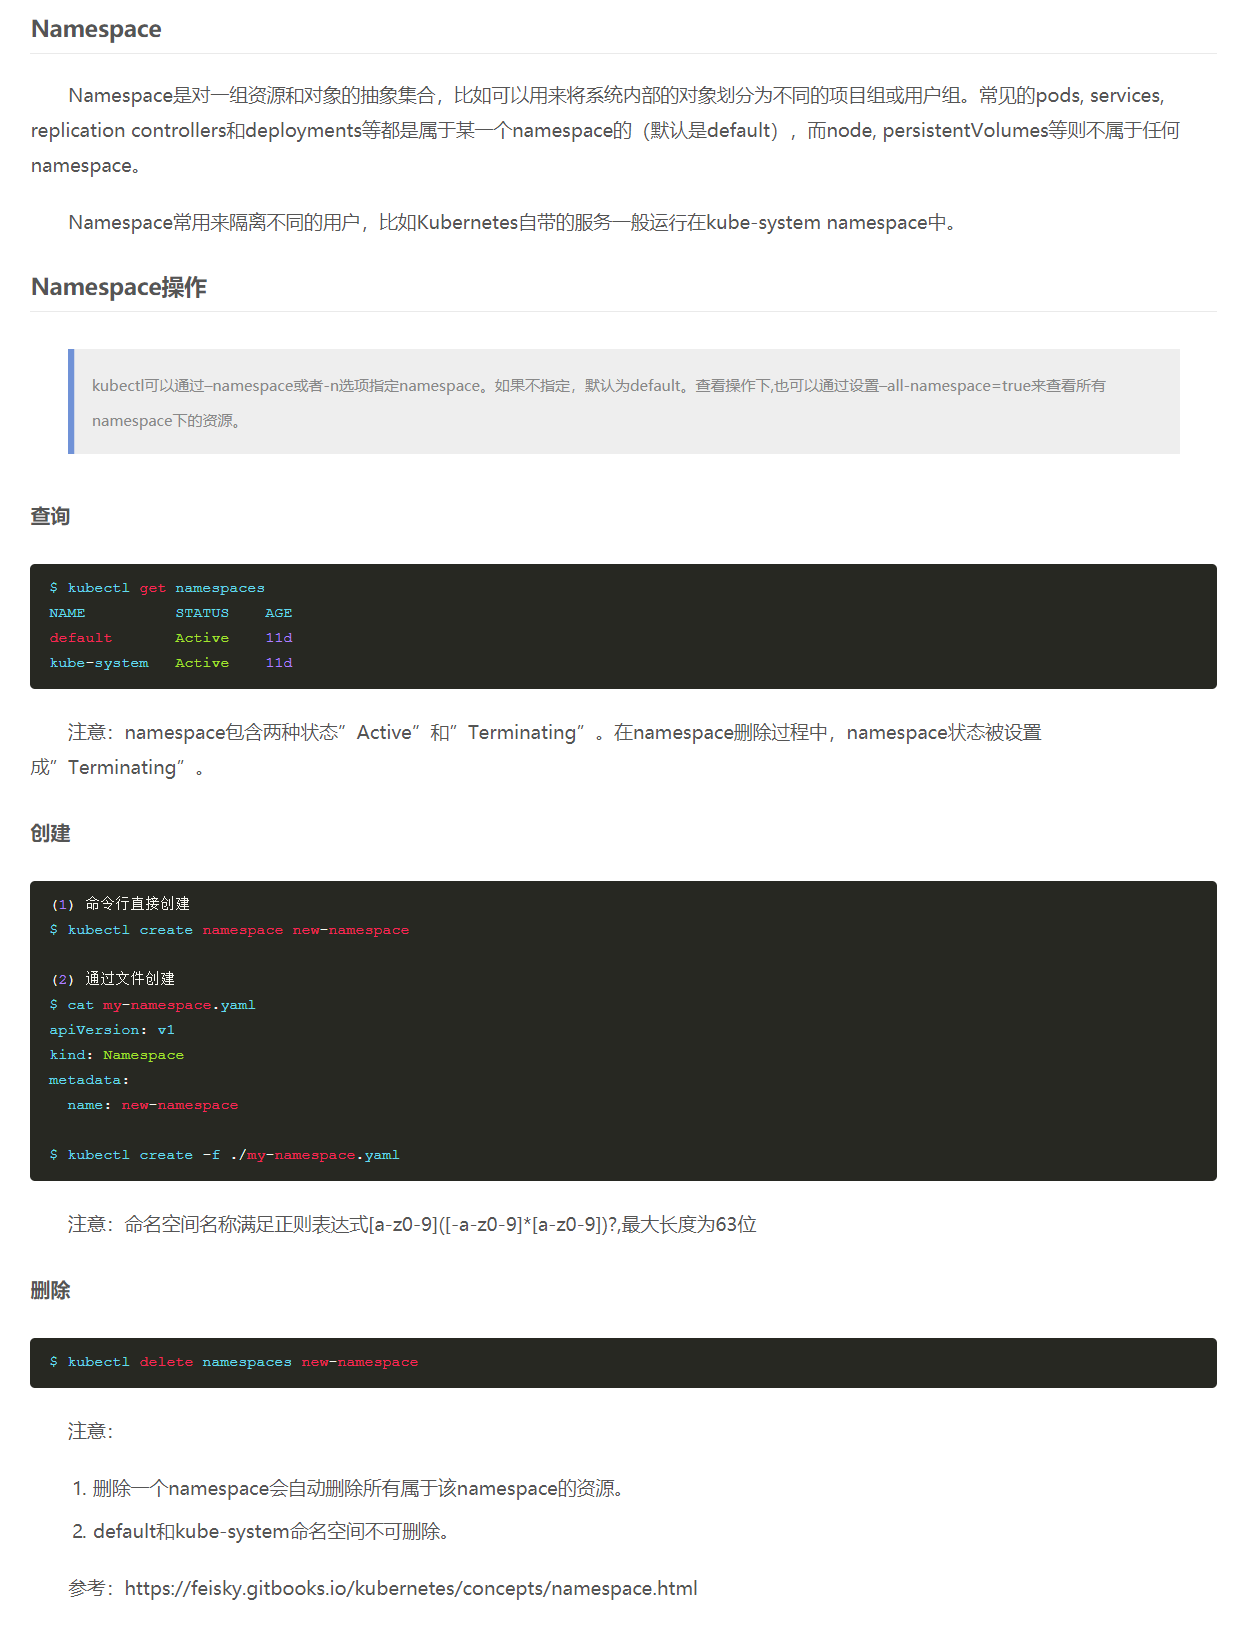 Namespace
Namespace是对一组资源和对象的抽象集合，比如可以用来将系统内部的对象划分为不同的项目组或用户组。常见的pods, services,
replication controllers和deployments等都是属于某一个namespace的（默认是default），而node, persistentVolumes等则不属于任何
namespace。
Namespace常用来隔离不同的用户，比如Kubernetes自带的服务一般运行在kube-system namespace中。
Namespace操作
kubectl可以通过–namespace或者-n选项指定namespace。如果不指定，默认为default。查看操作下,也可以通过设置–all-namespace=true来查看所有
namespace下的资源。
查询
$ kubectl get namespaces
NAME          STATUS    AGE
default       Active    11d
kube-system   Active    11d
注意：namespace包含两种状态”Active”和”Terminating”。在namespace删除过程中，namespace状态被设置
成”Terminating”。
创建
(1) 命令行直接创建
$ kubectl create namespace new-namespace
(2) 通过文件创建
$ cat my-namespace.yaml
apiVersion: v1
kind: Namespace
metadata:
  name: new-namespace
$ kubectl create -f ./my-namespace.yaml
注意：命名空间名称满足正则表达式[a-z0-9]([-a-z0-9]*[a-z0-9])?,最大长度为63位
删除
$ kubectl delete namespaces new-namespace
注意：
1. 删除一个namespace会自动删除所有属于该namespace的资源。
2. default和kube-system命名空间不可删除。
参考：https://feisky.gitbooks.io/kubernetes/concepts/namespace.html